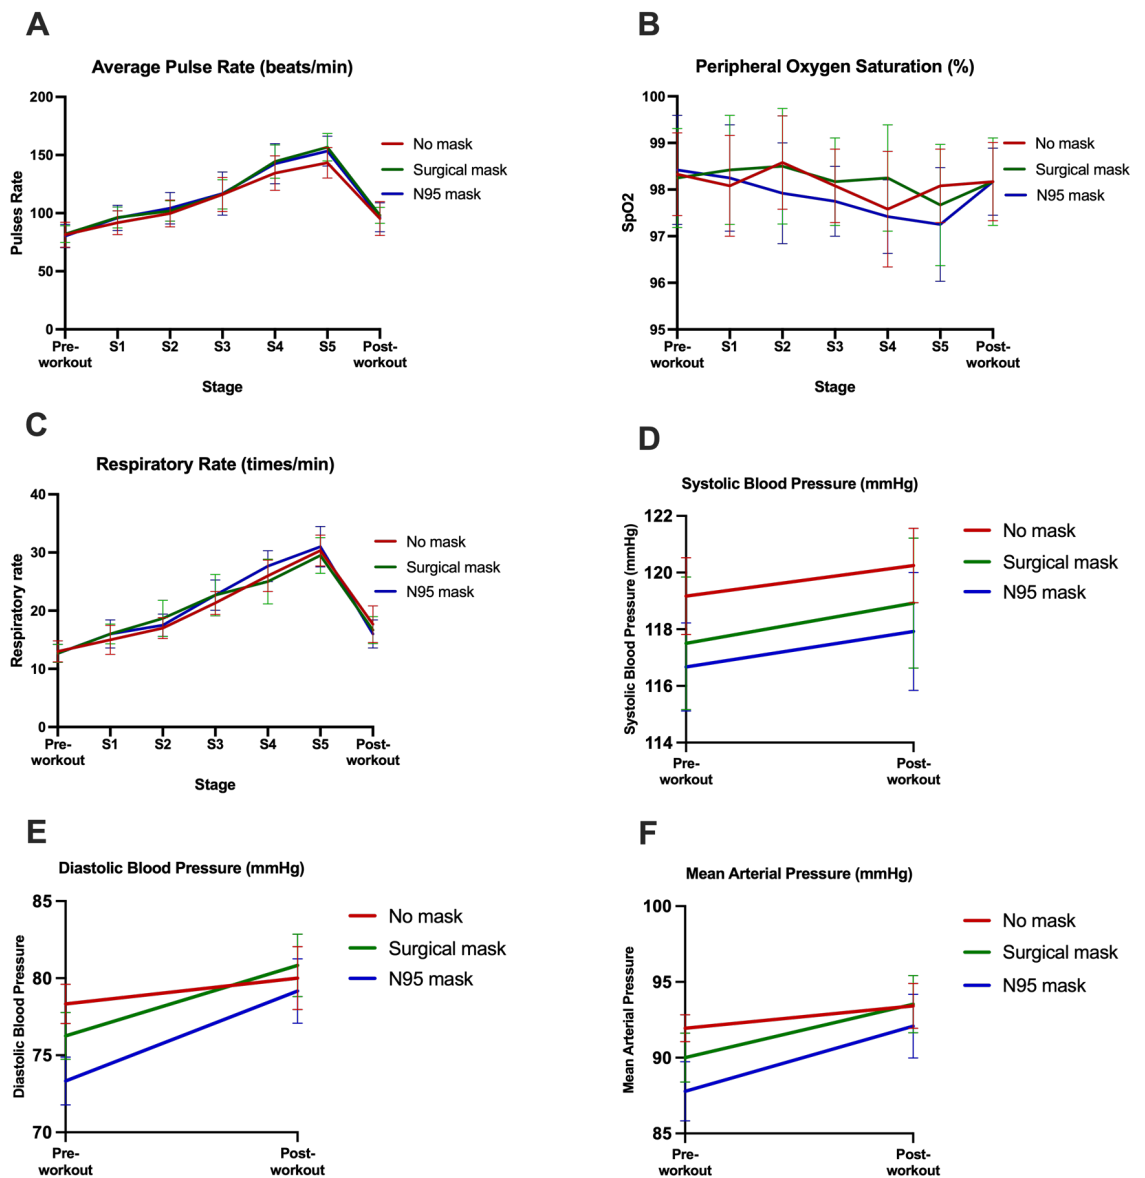 A
Average Pulse Rate (beats/min)
200
150
100
50
0
Pulses Rate
Pre-
workout
S1
S2
S3
S4
S5
Post-
workout
Stage
No mask
Surgical mask
N95 mask
B
Peripheral Oxygen Saturation (%)
100
99
98
97
96
95
SpO2
Pre-
workout
S1
S2
S3
S4
S5
Post-
workout
Stage
No mask
Surgical mask
N95 mask
C
Respiratory Rate (times/min)
40
30
20
10
0
Respiratory rate
Pre-
workout
S1
S2
S3
S4
S5
Post-
workout
Stage
No mask
Surgical mask
N95 mask
D
Systolic Blood Pressure (mmHg)
122
120
118
116
114
Systolic Blood Pressure (mmHg)
Pre-
workout
Post-
workout
No mask
Surgical mask
N95 mask
E
Diastolic Blood Pressure (mmHg)
85
80
75
70
Diastolic Blood Pressure
Pre-
workout
Post-
workout
No mask
Surgical mask
N95 mask
F
Mean Arterial Pressure (mmHg)
100
95
90
85
Mean Arterial Pressure
Pre-
workout
Post-
workout
No mask
Surgical mask
N95 mask